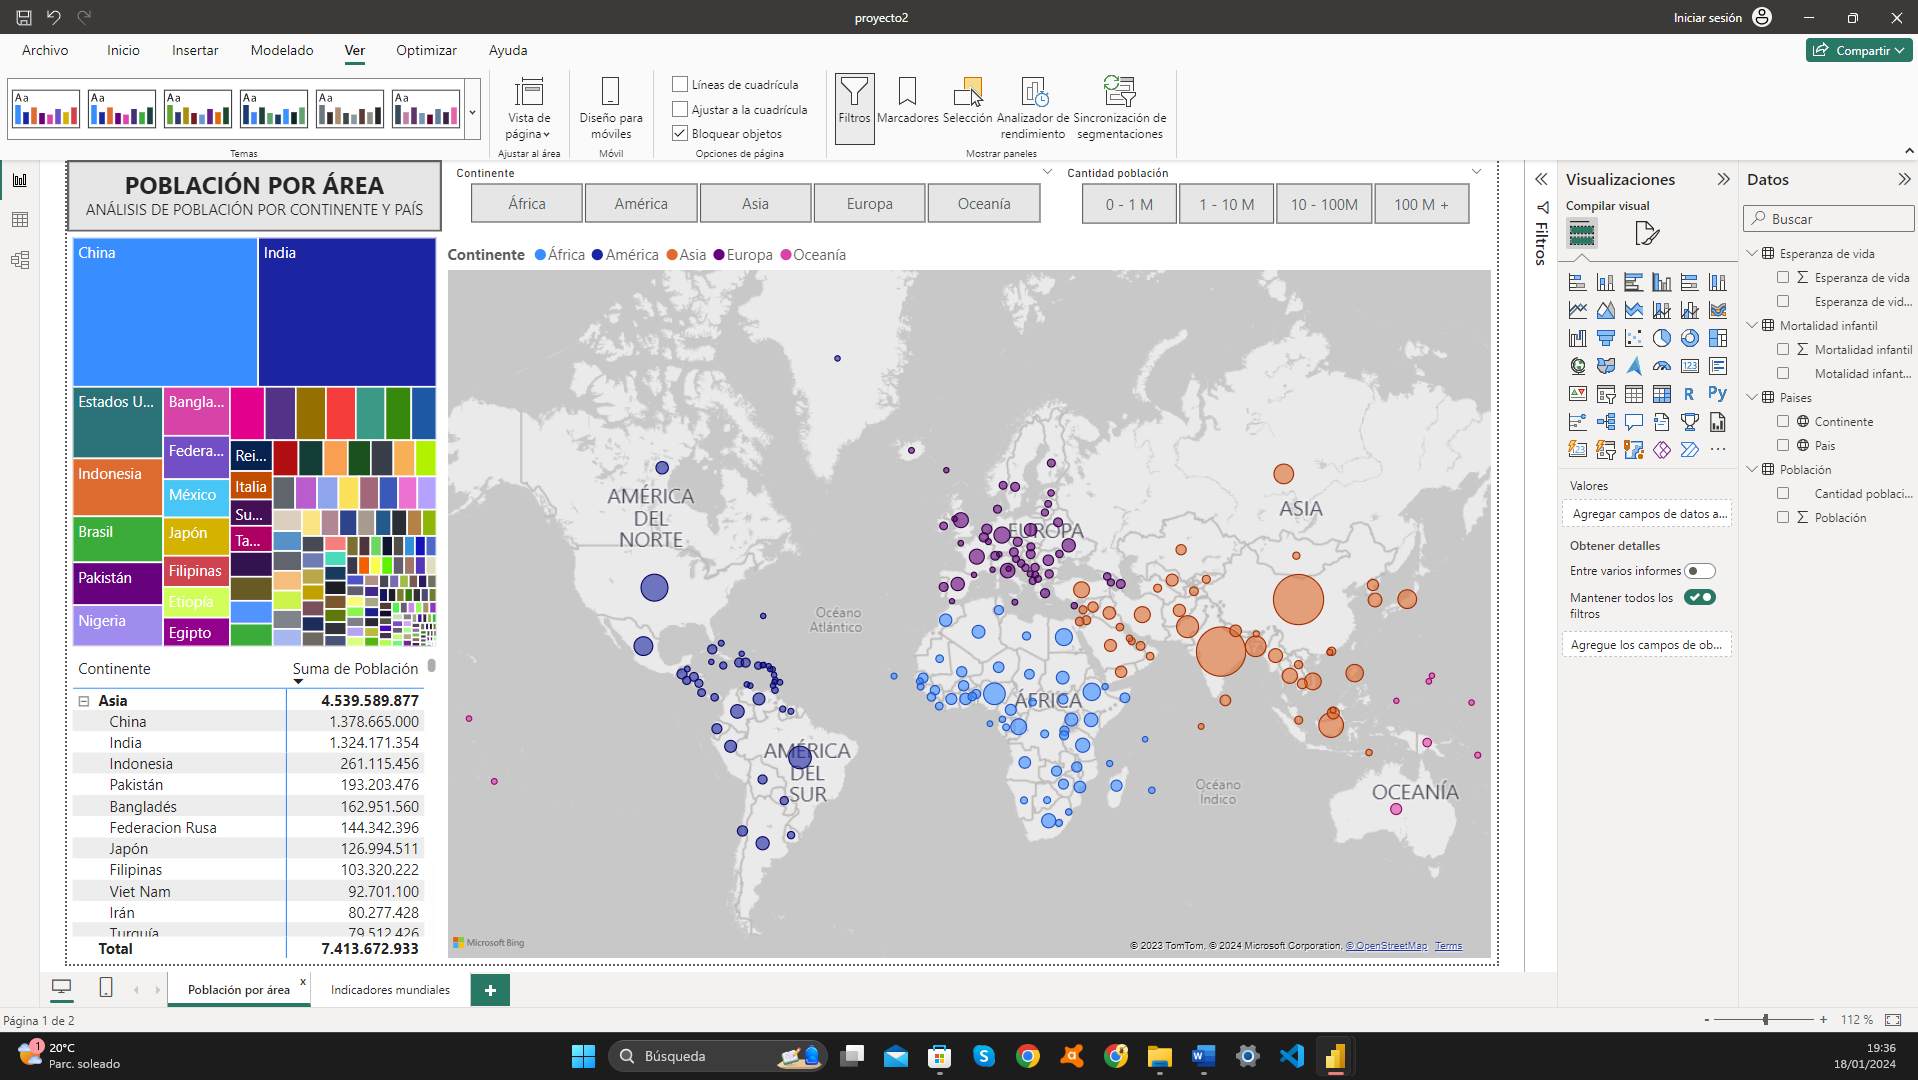 proyecto2
Iniciar sesión
Archivo
Inicio
Insertar
Modelado
Ver
Optimizar
Ayuda
Compartir
Aa
Aa
Aa
Aa
Aa
Aa
Temas
Vista de
página
Ajustar al área
Diseño para
móviles
Móvil
Líneas de cuadrícula
Ajustar a la cuadrícula
Bloquear objetos
Opciones de página
Filtros
Marcadores
Selección
Analizador de
rendimiento
Sincronización de
segmentaciones
Mostrar paneles
POBLACIÓN POR ÁREA
ANÁLISIS DE POBLACIÓN POR CONTINENTE Y PAÍS
Continente
África
América
Asia
Europa
Oceanía
Cantidad población
0 - 1 M
1 - 10 M
10 - 100M
100 M +
China
India
Estados U...
Indonesia
Brasil
Pakistán
Nigeria
Bangla...
Federa...
México
Japón
Filipinas
Etiopía
Egipto
Rei...
Italia
Su...
Ta...
Continente África América Asia Europa Oceanía
AMÉRICA
DEL
NORTE
EUROPA
ASIA
Océano
Atlántico
ÁFRICA
AMÉRICA
DEL
SUR
Océano
Índico
OCEANÍA
Microsoft Bing
© 2023 TomTom, © 2024 Microsoft Corporation, © OpenStreetMap Terms
Continente Suma de Población
Asia 4.539.589.877
China 1.378.665.000
India 1.324.171.354
Indonesia 261.115.456
Pakistán 193.203.476
Bangladés 162.951.560
Federacion Rusa 144.342.396
Japón 126.994.511
Filipinas 103.320.222
Viet Nam 92.701.100
Irán 80.277.428
Turquía 79.512.426
Total 7.413.672.933
Filtros
Visualizaciones
Compilar visual
123
R
Py
123
Valores
Agregar campos de datos a...
Obtener detalles
Entre varios informes
Mantener todos los
filtros
Agregue los campos de ob...
Datos
Buscar
Esperanza de vida
Esperanza de vida
Esperanza de vid...
Mortalidad infantil
Mortalidad infantil
Motalidad infant...
Paises
Continente
Pais
Población
Cantidad poblaci...
Población
Población por área
x
Indicadores mundiales
+
Página 1 de 2
- + 112 %
1
20°C
Parc. soleado
Búsqueda
19:36
18/01/2024